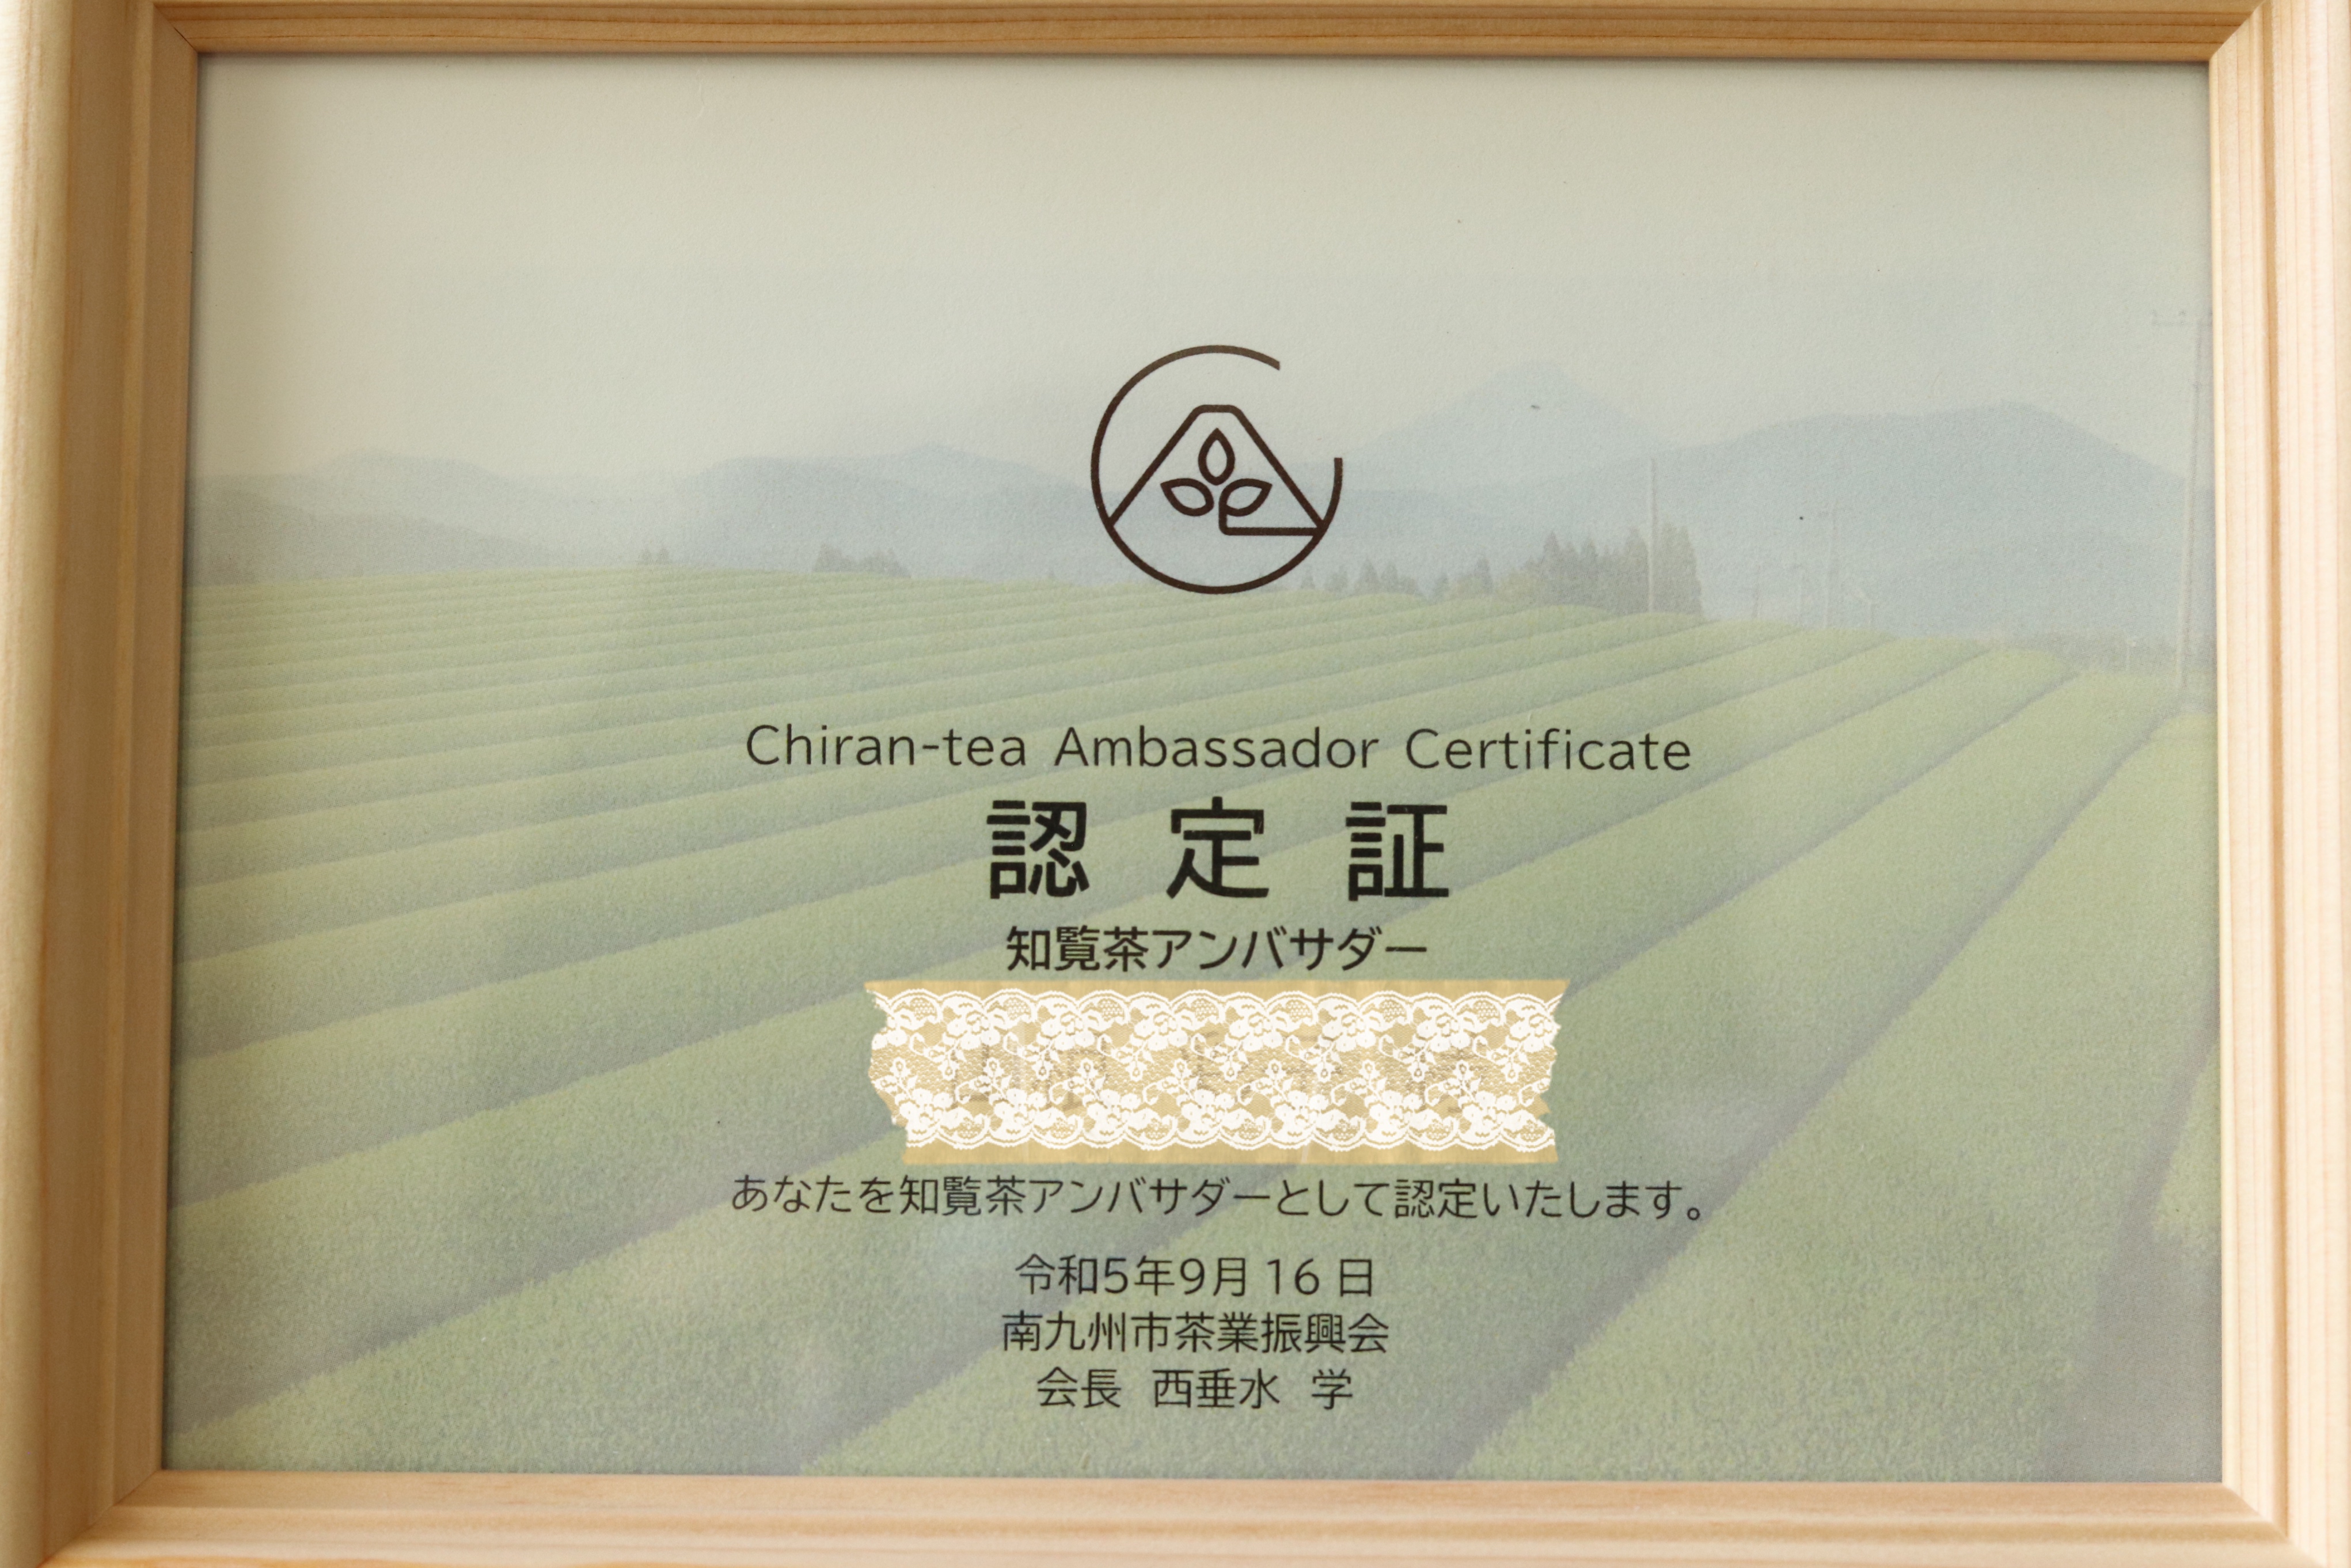 Chiran-tea Ambassador Certificate
認定証
知覧茶アンバサダー
あなたを知覧茶アンバサダーとして認定いたします。
令和5年9月16日
南九州市茶業振興会
会長 西垂水 学